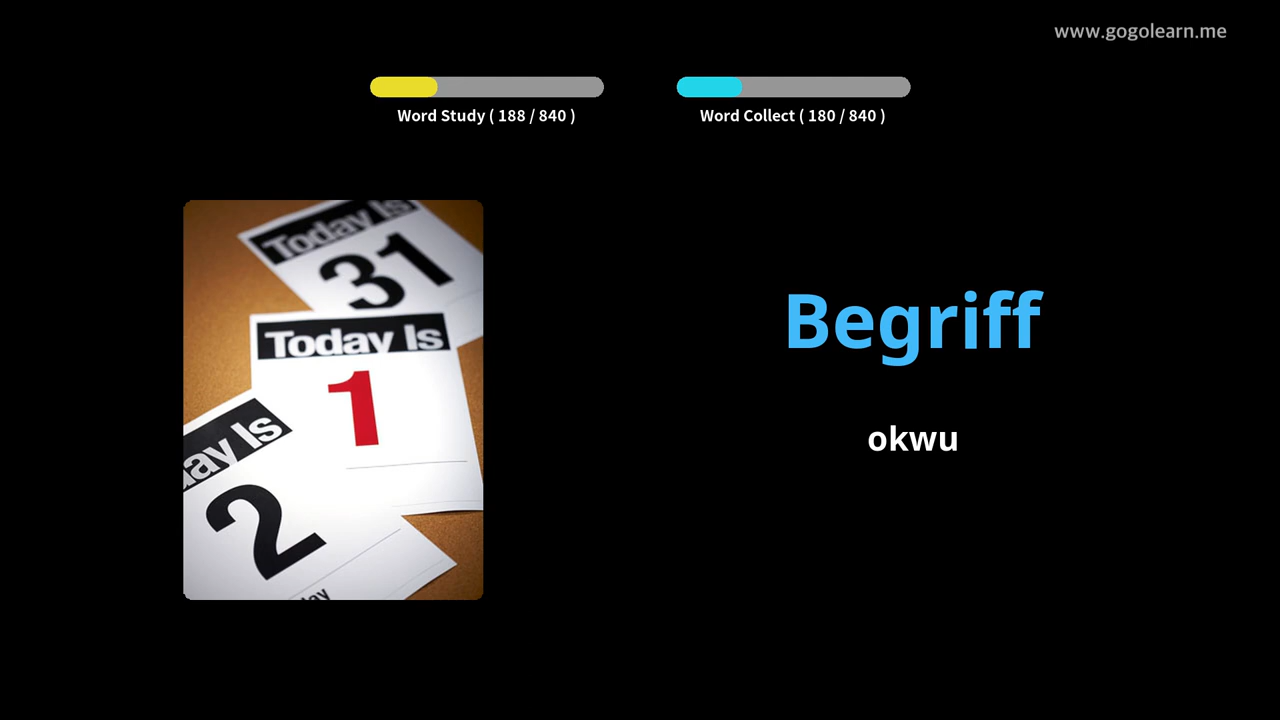 www.gogolearn.me
Word Study ( 188 / 840 )
Word Collect ( 180 / 840 )
Today Is
31
Today Is
1
ay Is
2
Begriff
okwu